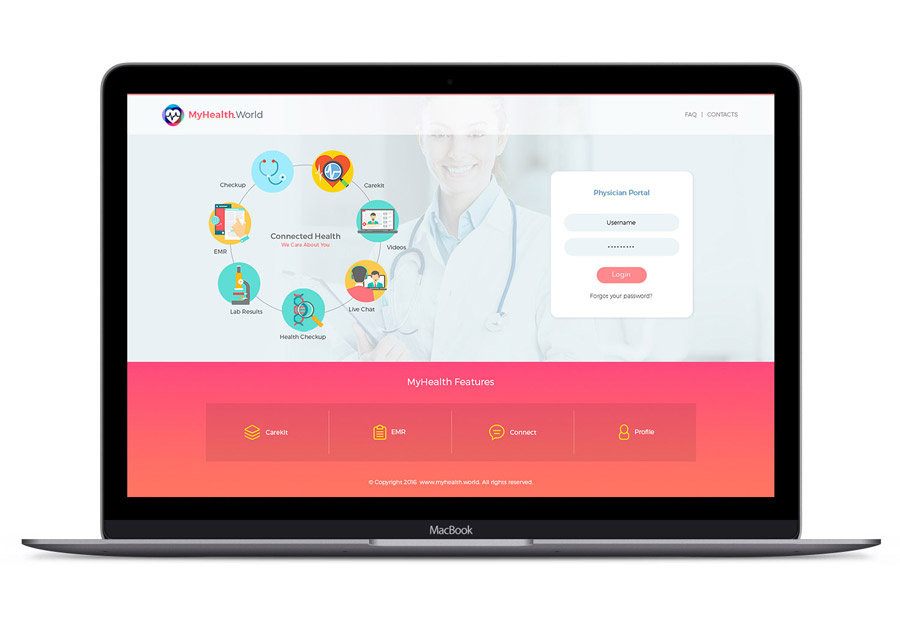 MyHealth.World
FAQ | CONTACTS
Checkup
Carekit
EMR
Connected Health
We Care About You
Videos
Lab Results
Live Chat
Health Checkup
Physician Portal
Username
•••••••••
Login
Forgot your password?
MyHealth Features
Carekit
EMR
Connect
Profile
© Copyright 2016 www.myhealth.world. All rights reserved.
MacBook